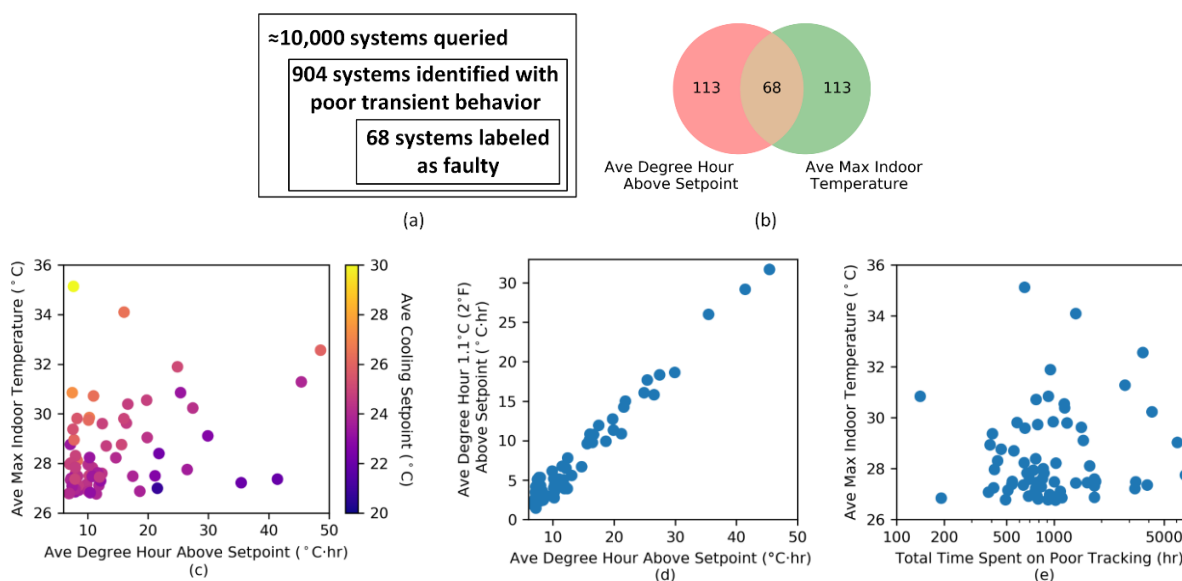 ≈10,000 systems queried
904 systems identified with
poor transient behavior
68 systems labeled
as faulty
(a)
113
68
113
Ave Degree Hour
Above Setpoint
Ave Max Indoor
Temperature
(b)
36
34
32
30
28
26
Ave Max Indoor Temperature (°C)
10
20
30
40
50
Ave Degree Hour Above Setpoint (°C·hr)
(c)
30
28
26
24
22
20
Ave Cooling Setpoint (°C)
30
25
20
15
10
5
0
Ave Degree Hour 1.1°C (2°F)
Above Setpoint (°C·hr)
10
20
30
40
50
Ave Degree Hour Above Setpoint (°C·hr)
(d)
36
34
32
30
28
26
Ave Max Indoor Temperature (°C)
100
500
1000
5000
Total Time Spent on Poor Tracking (hr)
(e)